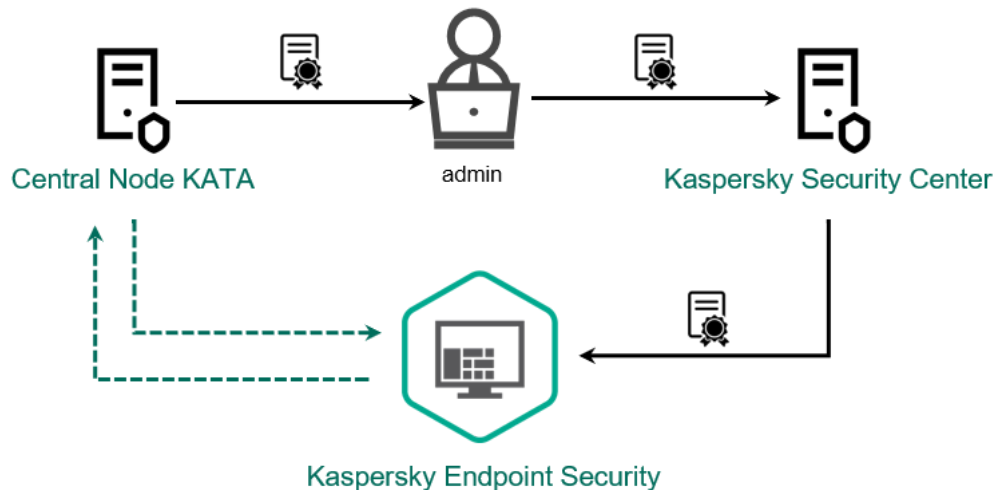 admin
Central Node KATA
Kaspersky Security Center
Kaspersky Endpoint Security